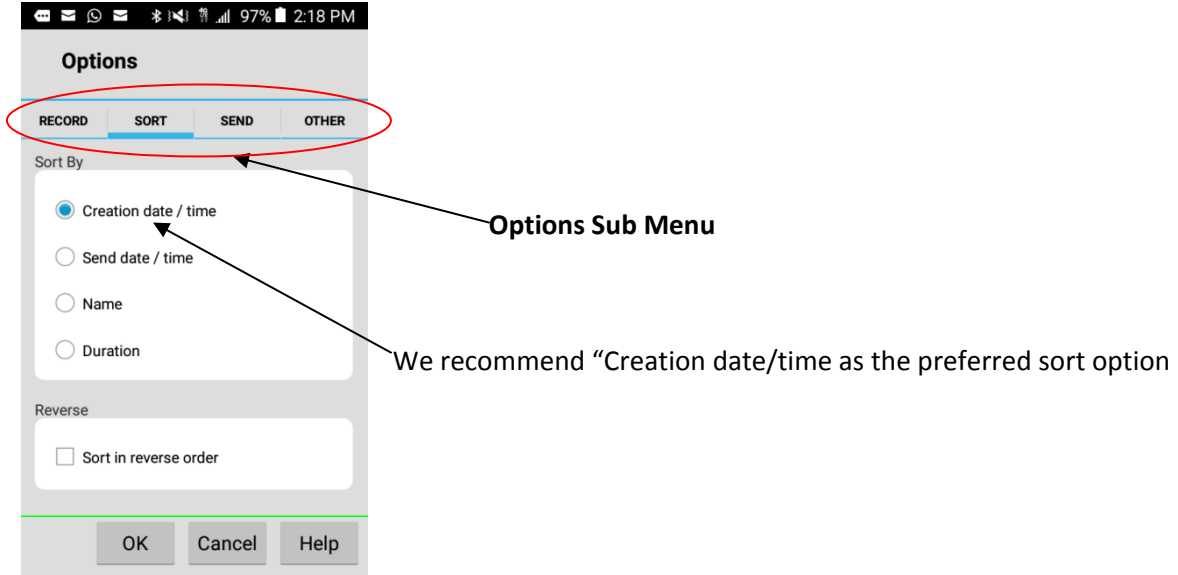 97% 2:18 PM
Options
RECORD SORT SEND OTHER
Sort By
Creation date / time
Send date / time
Name
Duration
Reverse
Sort in reverse order
OK Cancel Help
Options Sub Menu
We recommend “Creation date/time as the preferred sort option